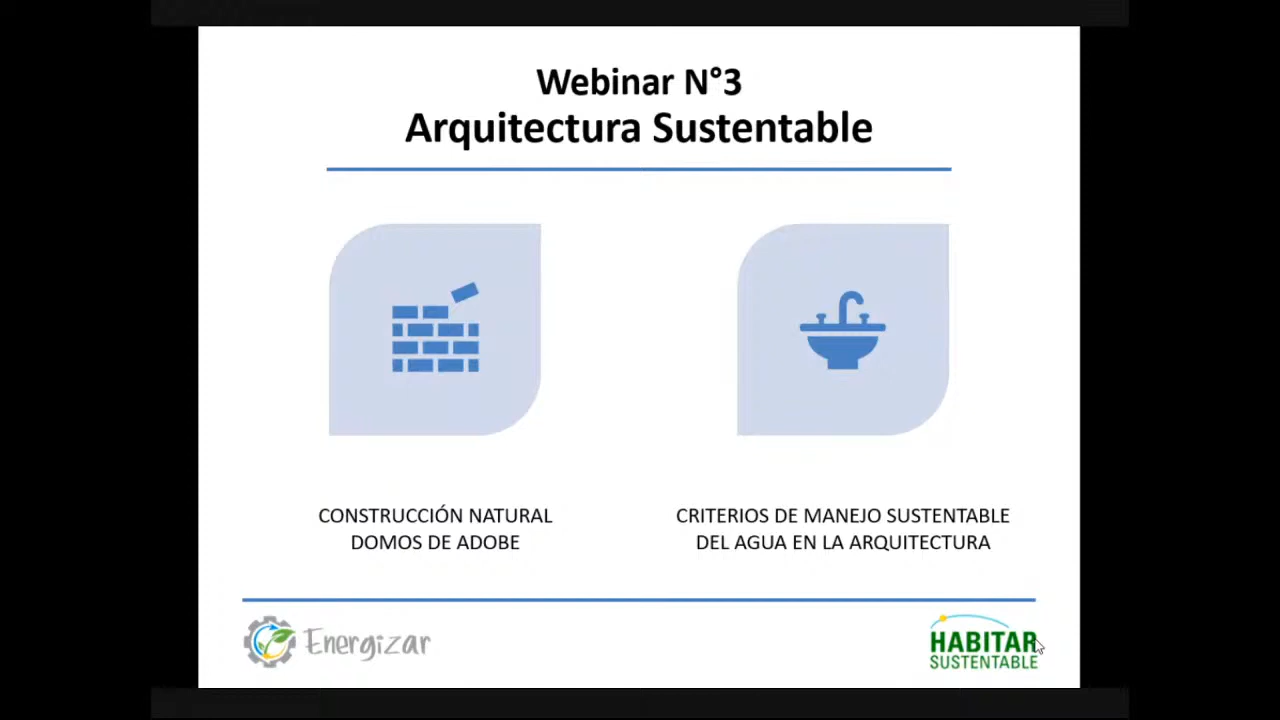 Webinar N°3
Arquitectura Sustentable
CONSTRUCCIÓN NATURAL
DOMOS DE ADOBE
CRITERIOS DE MANEJO SUSTENTABLE
DEL AGUA EN LA ARQUITECTURA
Energizar
HABITAR
SUSTENTABLE